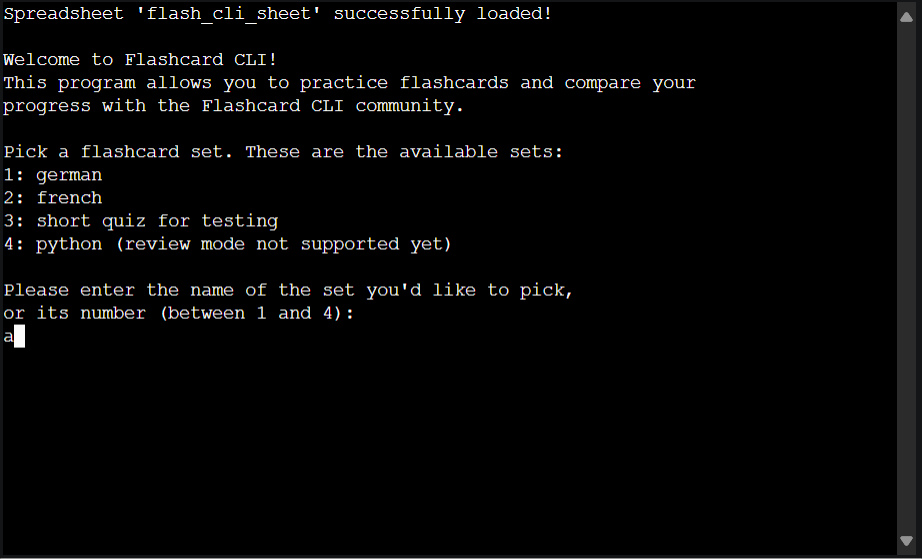 Spreadsheet 'flash_cli_sheet' successfully loaded!
Welcome to Flashcard CLI!
This program allows you to practice flashcards and compare your
progress with the Flashcard CLI community.
Pick a flashcard set. These are the available sets:
1: german
2: french
3: short quiz for testing
4: python (review mode not supported yet)
Please enter the name of the set you'd like to pick,
or its number (between 1 and 4):
a